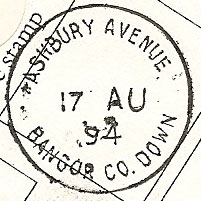 ASHBURY AVENUE
17 AU
94
BANGOR CO. DOWN
stamp